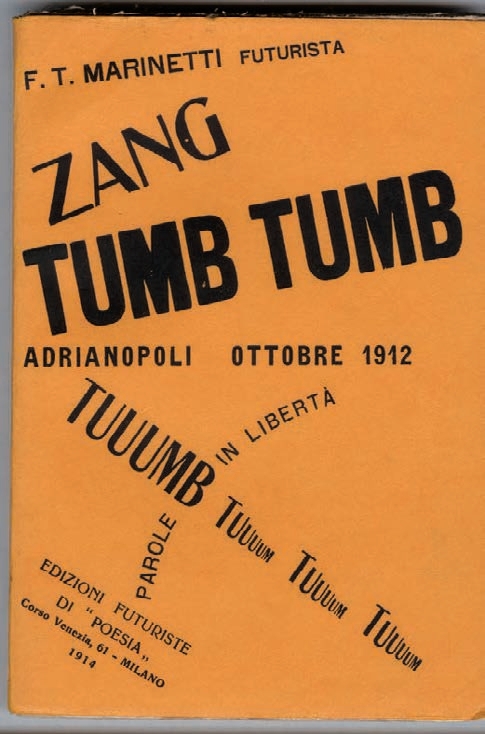 F. T. MARINETTI FUTURISTA
ZANG
TUMB TUMB
ADRIANOPOLI OTTOBRE 1912
TUUUMB
TUUUUM TUUUUM TUUUUM
PAROLE IN LIBERTÀ
EDIZIONI FUTURISTE
DI "POESIA"
Corso Venezia, 61 - MILANO
1914